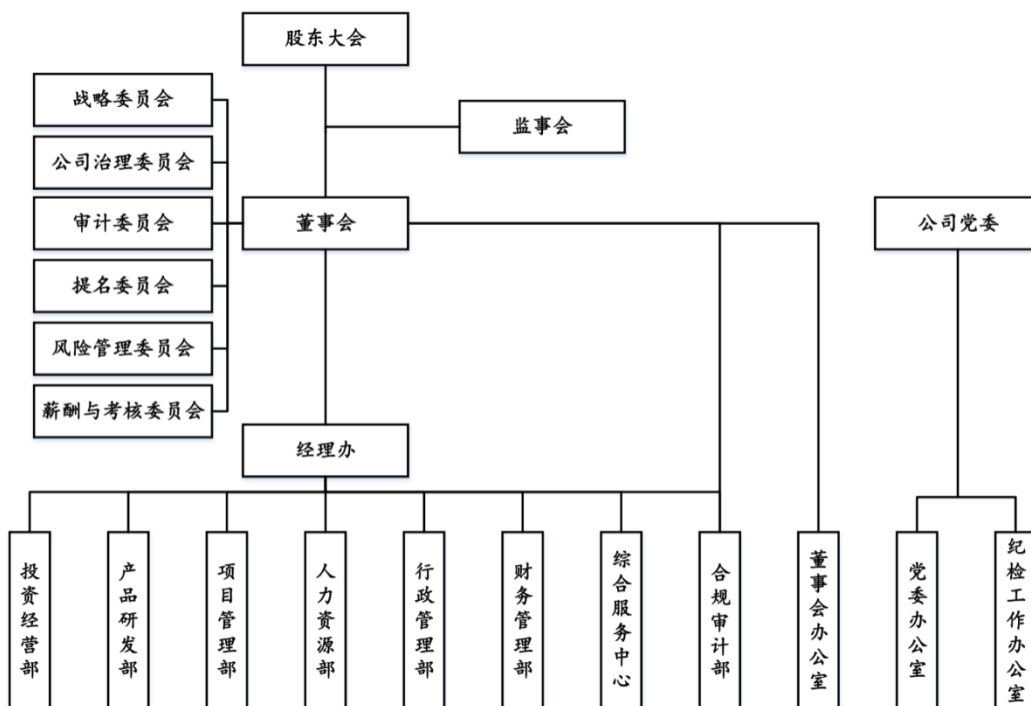 股东大会
战略委员会
监事会
公司治理委员会
审计委员会
董事会
公司党委
提名委员会
风险管理委员会
薪酬与考核委员会
经理办
投资经营部
产品研发部
项目管理部
人力资源部
行政管理部
财务管理部
综合服务中心
合规审计部
董事会办公室
党委办公室
纪检工作办公室